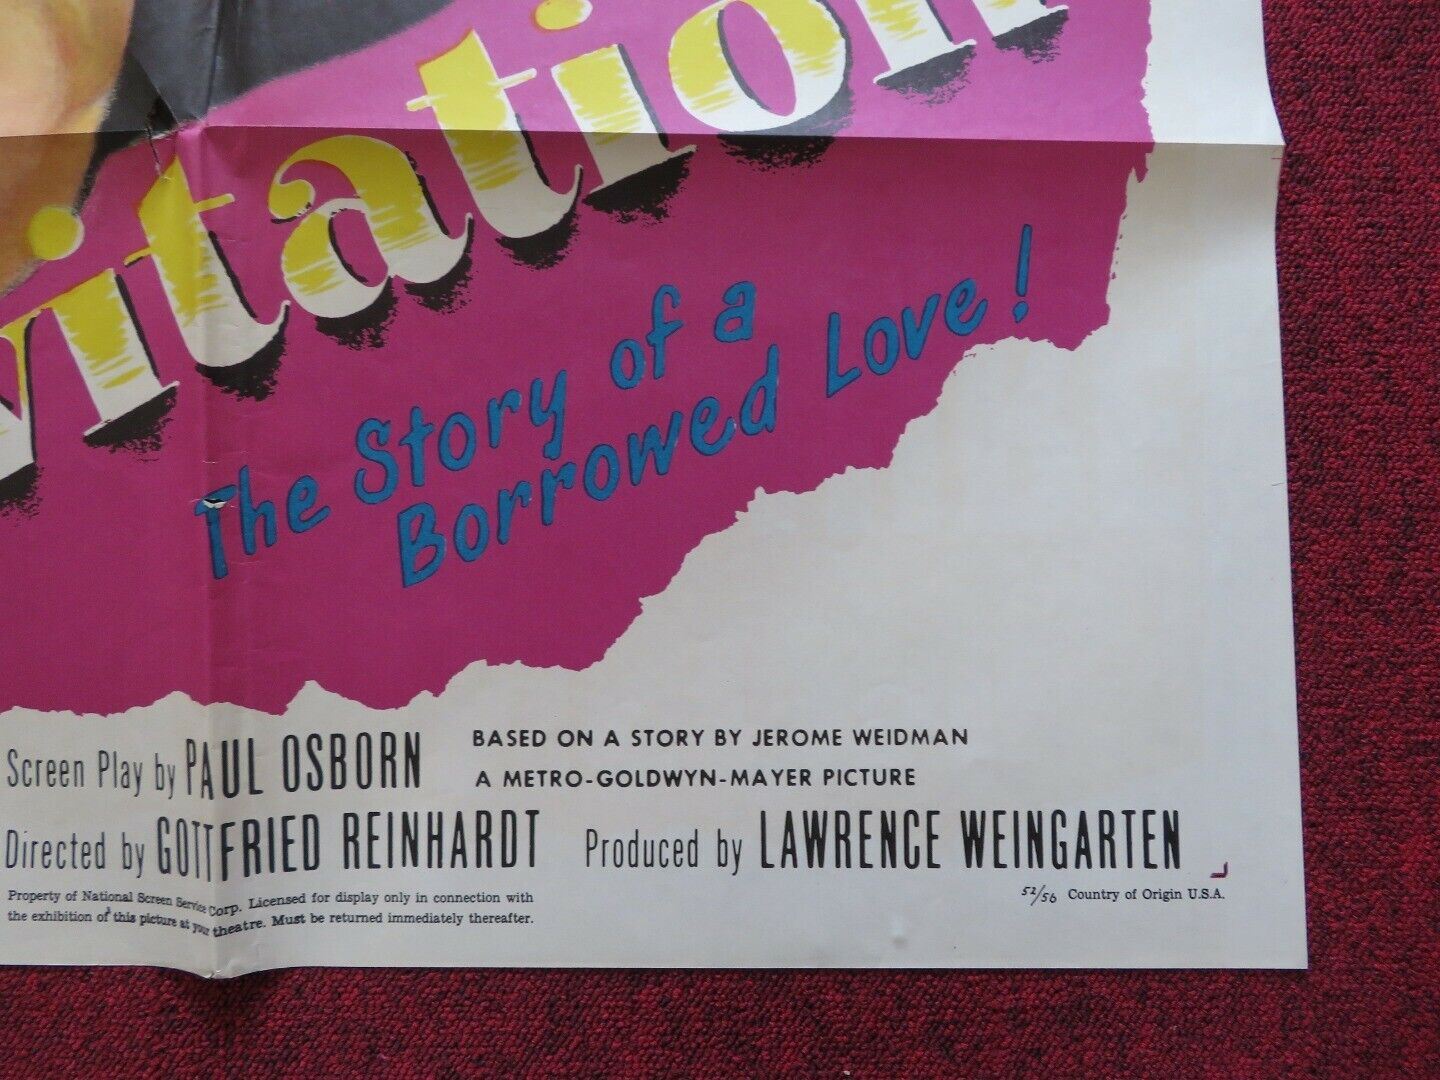 vitation
The Story of a
Borrowed Love!
Screen Play by PAUL OSBORN
BASED ON A STORY BY JEROME WEIDMAN
A METRO-GOLDWYN-MAYER PICTURE
Directed by GOTTFRIED REINHARDT
Produced by LAWRENCE WEINGARTEN
Property of National Screen Service Corp. Licensed for display only in connection with
the exhibition of this picture at your theatre. Must be returned immediately thereafter.
52/56 Country of Origin U.S.A.